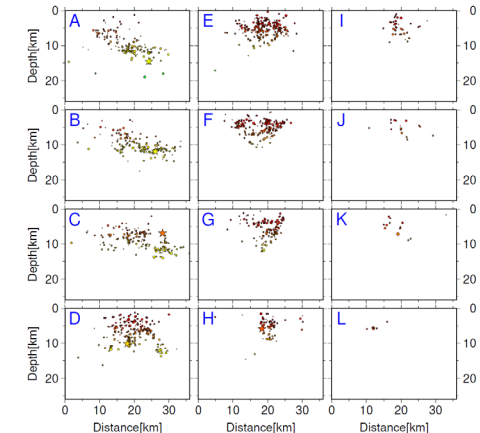 A E I
Depth[km] 0 10 20 0 10 20
B F J
Depth[km] 0 10 20 0 10 20
C G K
Depth[km] 0 10 20 0 10 20
D H L
Depth[km] 0 10 20 0 10 20
0 10 20 30 0 10 20 30 0 10 20 30
Distance[km] Distance[km] Distance[km]